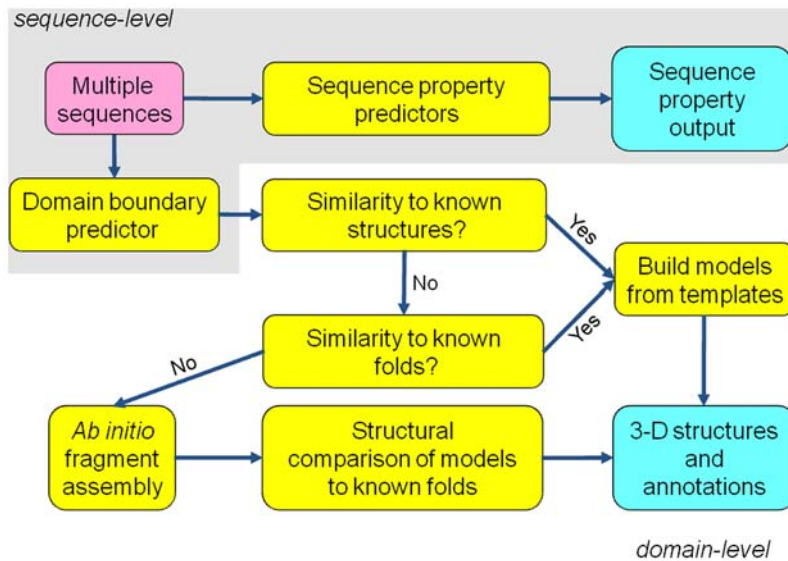 sequence-level
Multiple
sequences
Sequence property
predictors
Sequence
property
output
Domain boundary
predictor
Similarity to known
structures?
Yes
Build models
from templates
No
Similarity to known
folds?
Yes
No
Ab initio
fragment
assembly
Structural
comparison of models
to known folds
3-D structures
and
annotations
domain-level